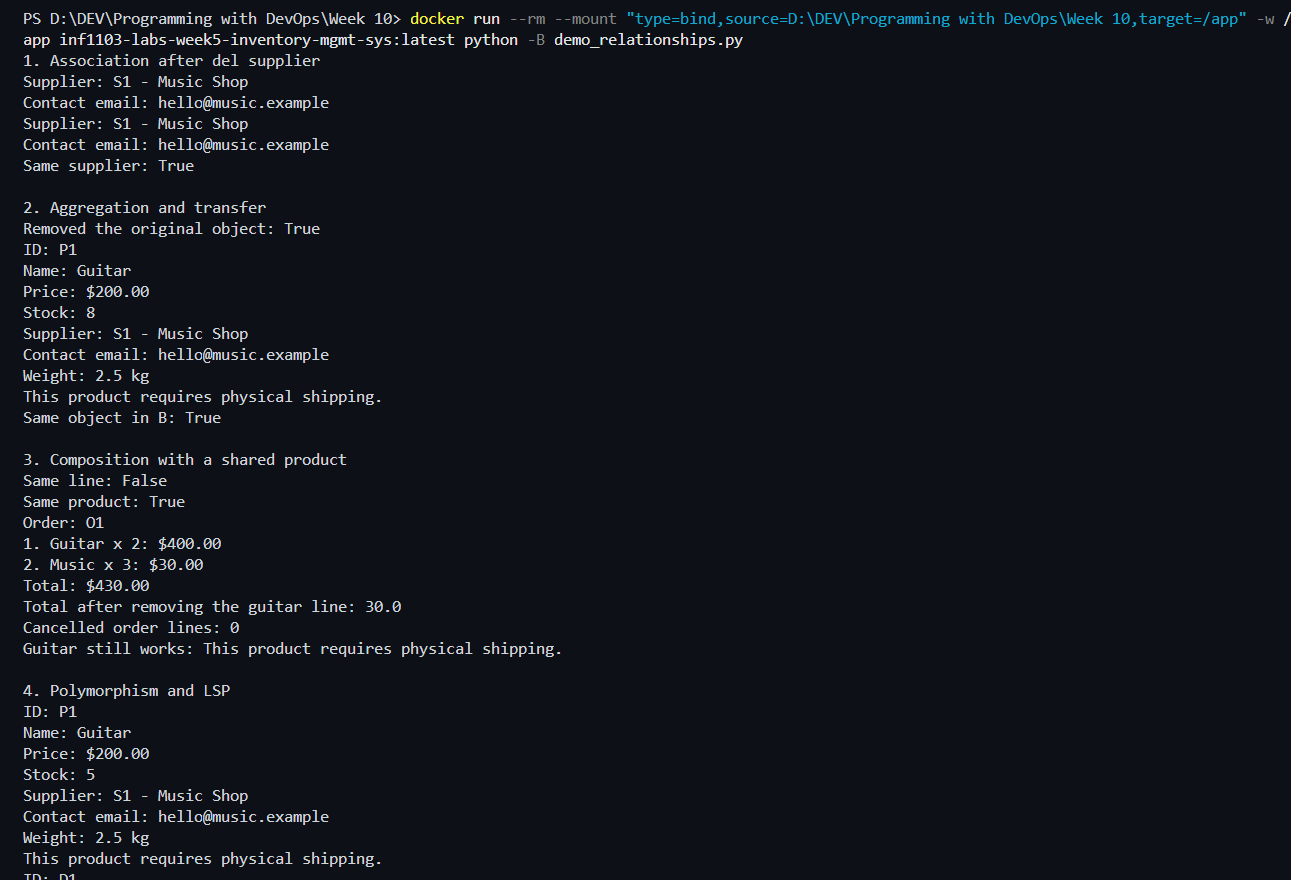 PS D:\DEV\Programming with DevOps\Week 10> docker run --rm --mount "type=bind,source=D:\DEV\Programming with DevOps\Week 10,target=/app" -w /
app inf1103-labs-week5-inventory-mgmt-sys:latest python -B demo_relationships.py
1. Association after del supplier
Supplier: S1 - Music Shop
Contact email: hello@music.example
Supplier: S1 - Music Shop
Contact email: hello@music.example
Same supplier: True

2. Aggregation and transfer
Removed the original object: True
ID: P1
Name: Guitar
Price: $200.00
Stock: 8
Supplier: S1 - Music Shop
Contact email: hello@music.example
Weight: 2.5 kg
This product requires physical shipping.
Same object in B: True

3. Composition with a shared product
Same line: False
Same product: True
Order: O1
1. Guitar x 2: $400.00
2. Music x 3: $30.00
Total: $430.00
Total after removing the guitar line: 30.0
Cancelled order lines: 0
Guitar still works: This product requires physical shipping.

4. Polymorphism and LSP
ID: P1
Name: Guitar
Price: $200.00
Stock: 5
Supplier: S1 - Music Shop
Contact email: hello@music.example
Weight: 2.5 kg
This product requires physical shipping.